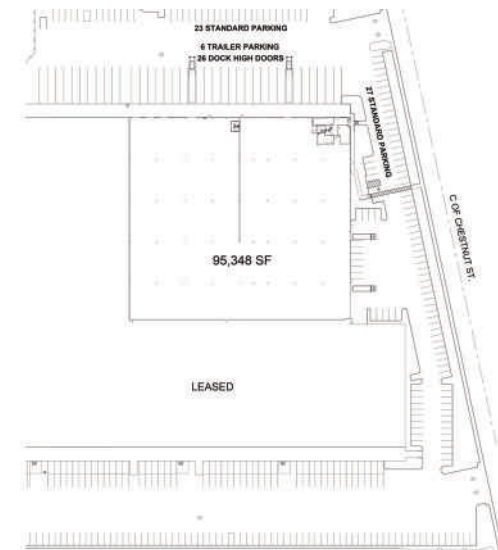 23 STANDARD PARKING
6 TRAILER PARKING
26 DOCK HIGH DOORS
27 STANDARD PARKING
C OF CHESTNUT ST.
95,348 SF
LEASED